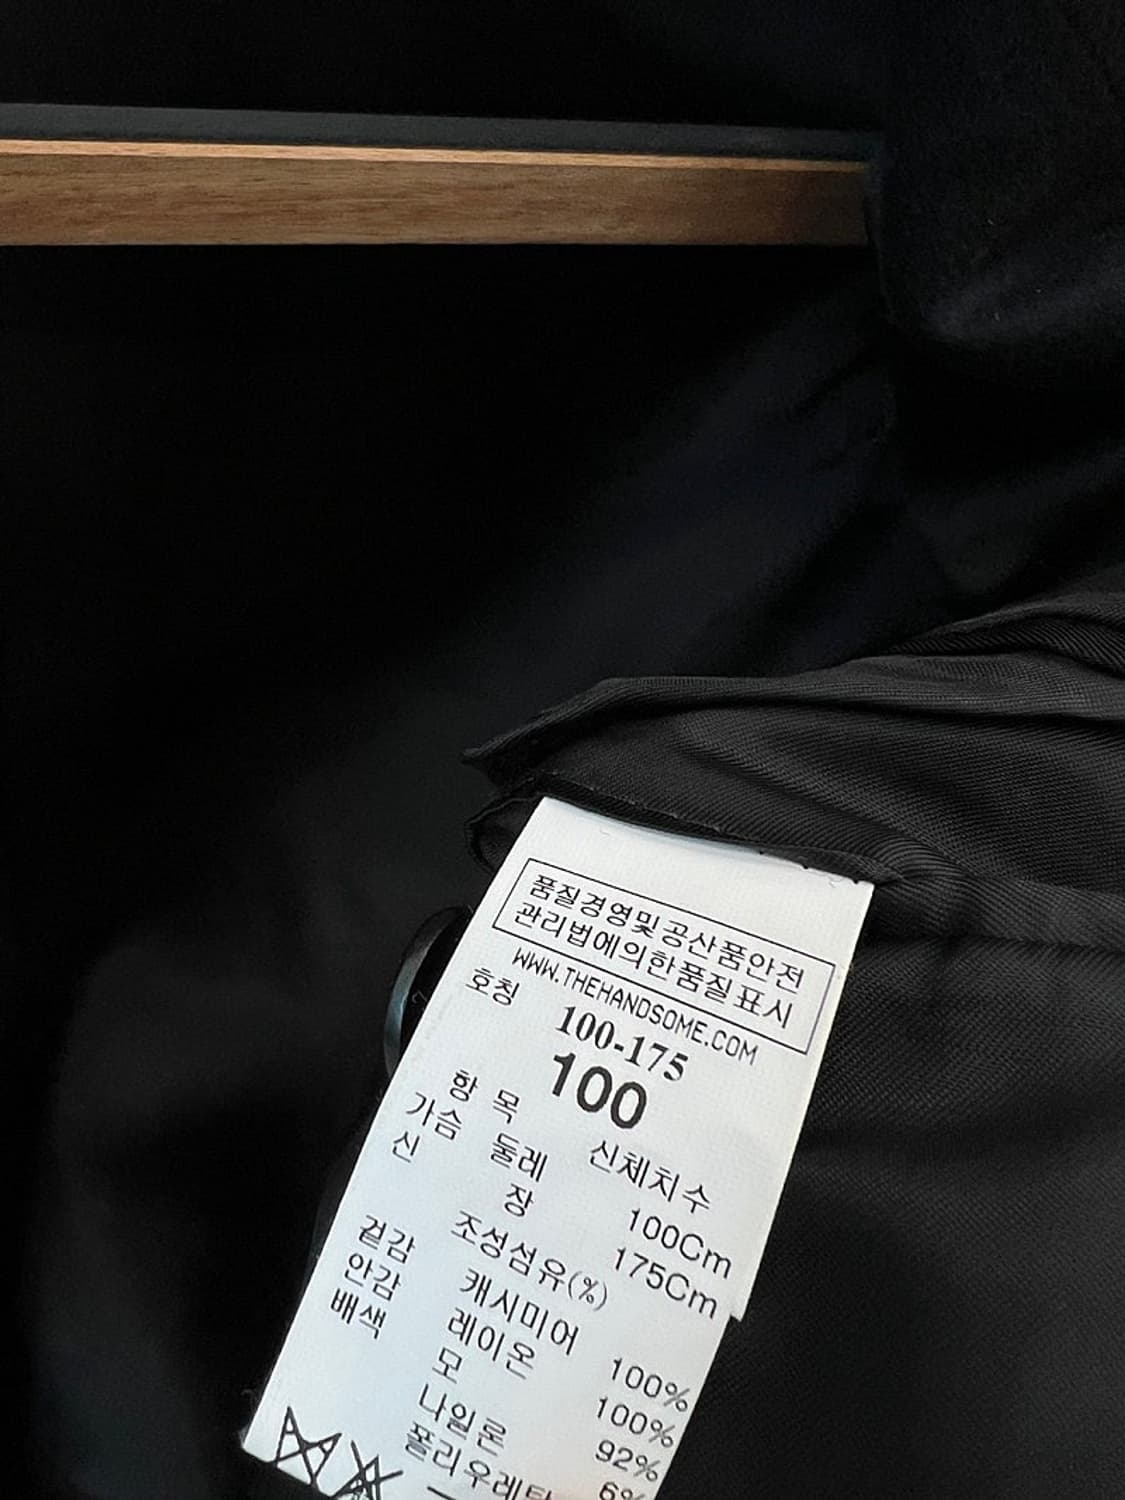 품질경영및공산품안전
관리법에의한품질표시
WWW.THEHANDSOME.COM
호칭 100-175
100
항 목 신체치수
가슴 둘레 100Cm
신 장 175Cm
조성섬유(%)
겉감 캐시미어 100%
안감 레이온 100%
배색 모 92%
나일론 6%
폴리우레탄